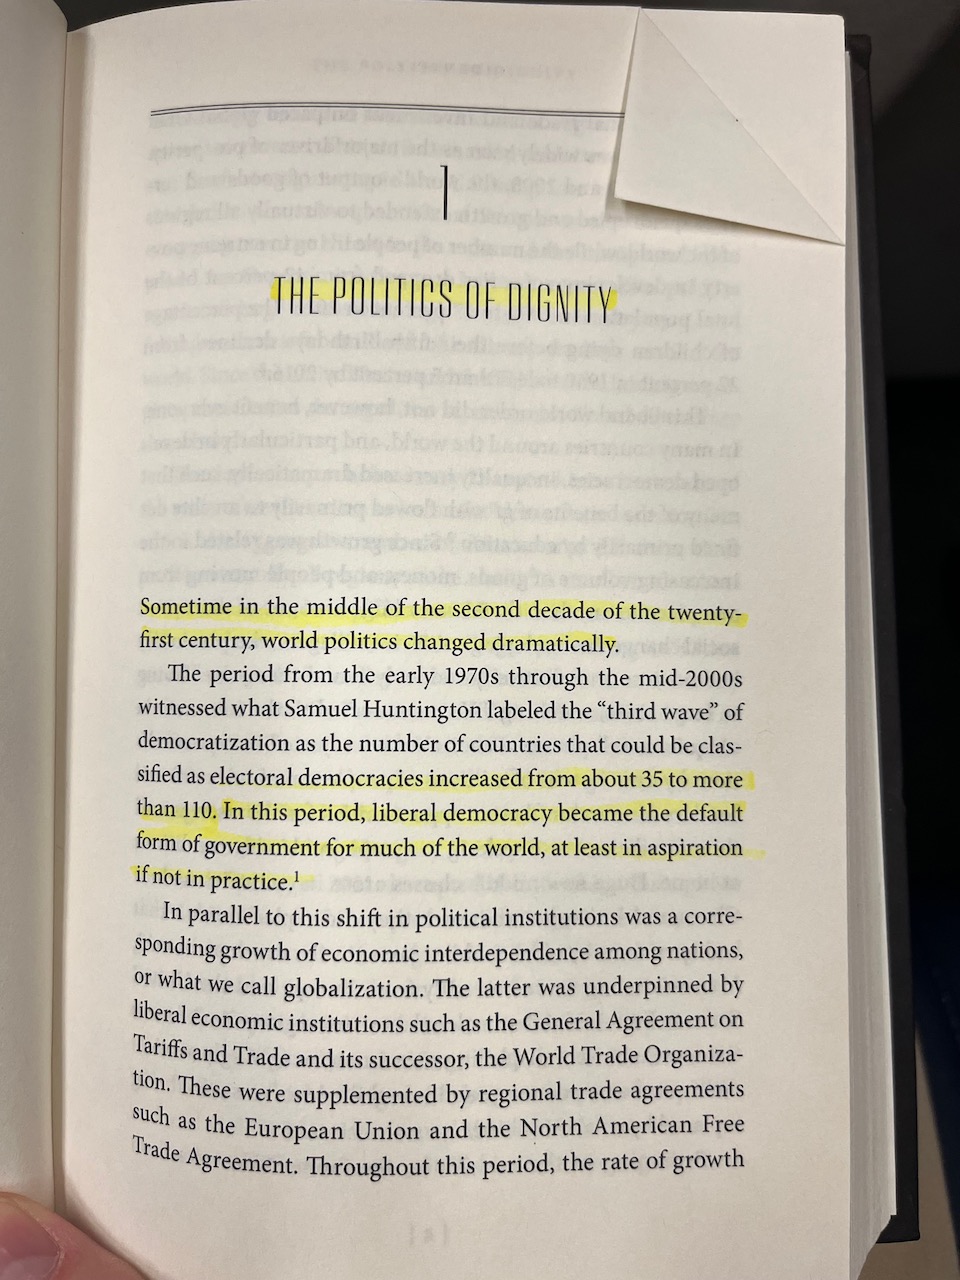 1
THE POLITICS OF DIGNITY
Sometime in the middle of the second decade of the twenty-
first century, world politics changed dramatically.
The period from the early 1970s through the mid-2000s
witnessed what Samuel Huntington labeled the “third wave” of
democratization as the number of countries that could be clas-
sified as electoral democracies increased from about 35 to more
than 110. In this period, liberal democracy became the default
form of government for much of the world, at least in aspiration
if not in practice.¹
In parallel to this shift in political institutions was a corre-
sponding growth of economic interdependence among nations,
or what we call globalization. The latter was underpinned by
liberal economic institutions such as the General Agreement on
Tariffs and Trade and its successor, the World Trade Organiza-
tion. These were supplemented by regional trade agreements
such as the European Union and the North American Free
Trade Agreement. Throughout this period, the rate of growth